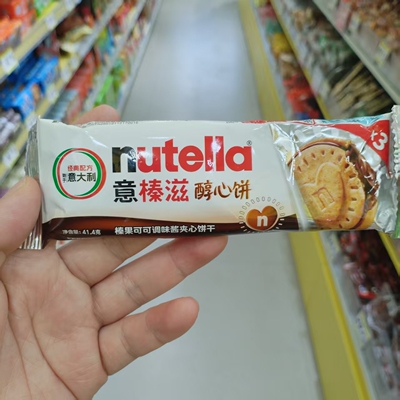 经典配方
意大利
nutella®
意榛滋 醇心饼
n
榛果可可调味酱夹心饼干
净含量: 41.4克
x3